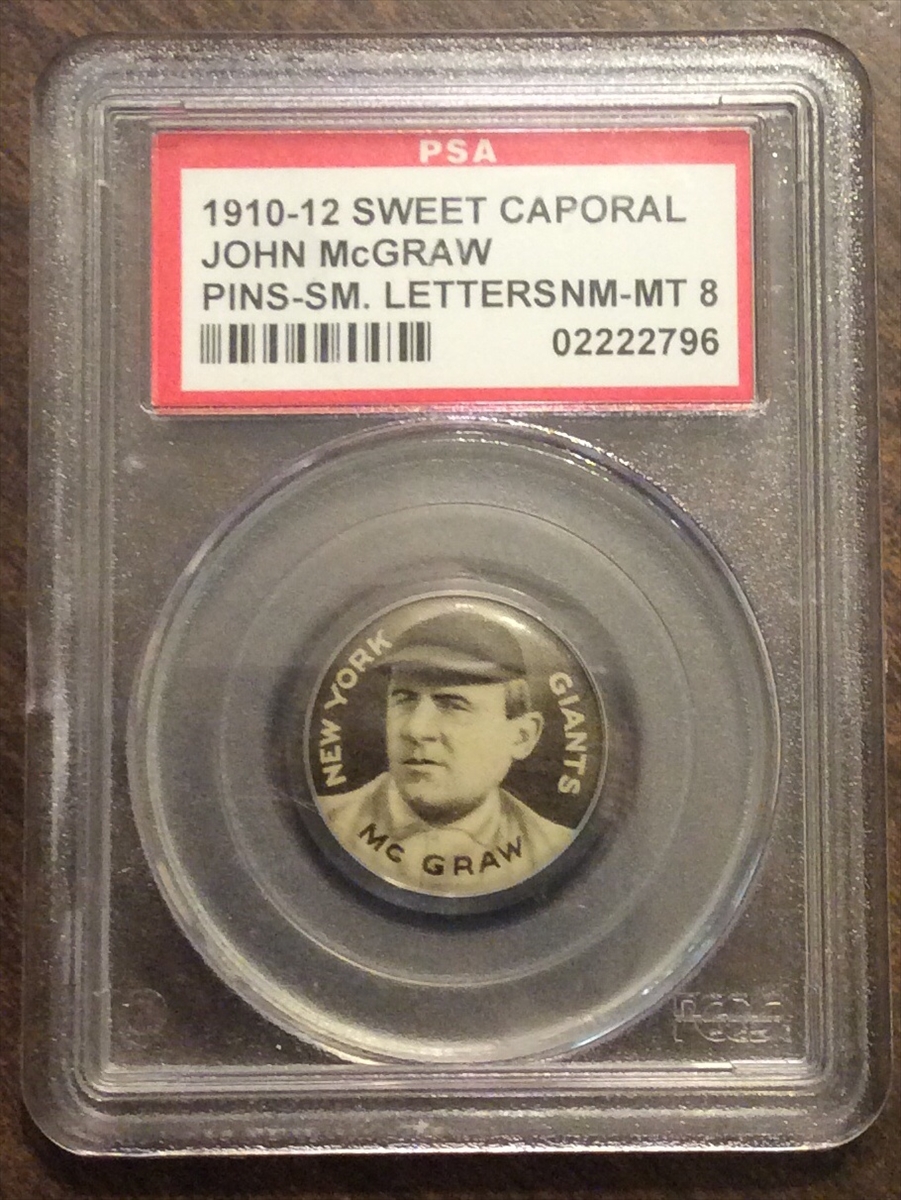 PSA
1910-12 SWEET CAPORAL
JOHN McGRAW
PINS-SM. LETTERSNM-MT 8
02222796
NEW YORK
GIANTS
Mc GRAW